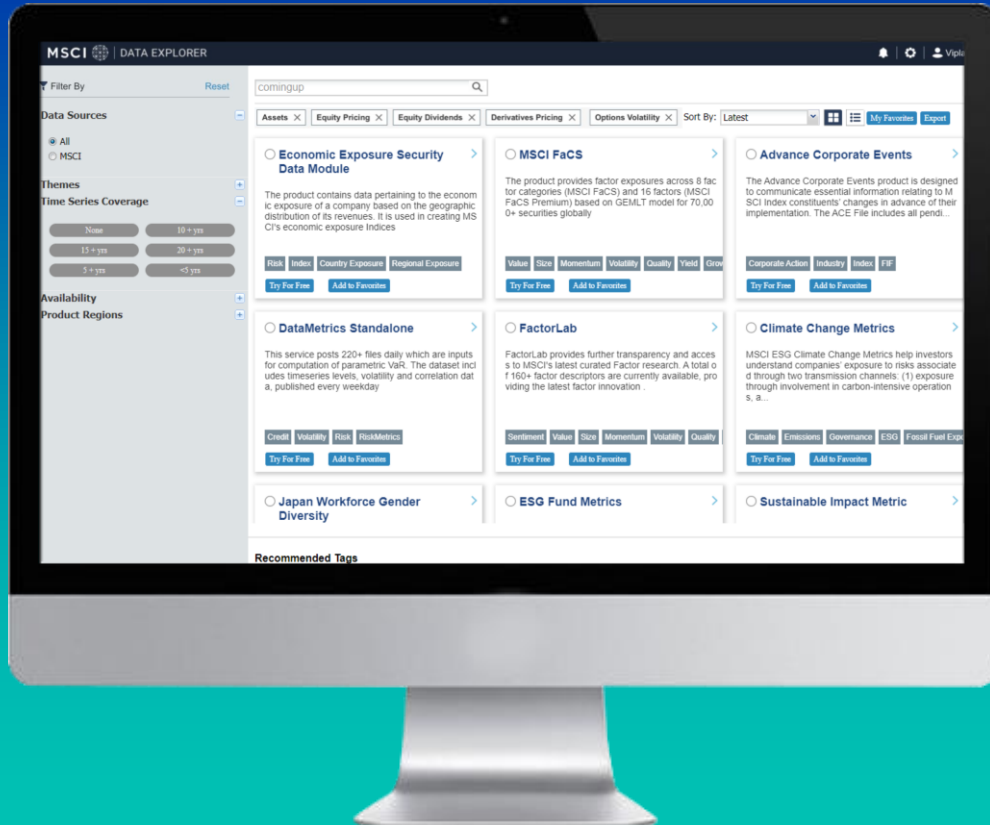 MSCI | DATA EXPLORER
Filter By Reset
Data Sources
All
MSCI
Themes
Time Series Coverage
None 10 + yrs
15 + yrs 20 + yrs
5 + yrs <5 yrs
Availability
Product Regions
comingup
Assets X Equity Pricing X Equity Dividends X Derivatives Pricing X Options Volatility X Sort By: Latest My Favorites Export
Economic Exposure Security
Data Module
The product contains data pertaining to the econom
ic exposure of a company based on the geographic
distribution of its revenues. It is used in creating MS
CI's economic exposure Indices
Risk Index Country Exposure Regional Exposure
Try For Free Add to Favorites
MSCI FaCS
The product provides factor exposures across 8 fac
tor categories (MSCI FaCS) and 16 factors (MSCI
FaCS Premium) based on GEMLT model for 70,00
0+ securities globally
Value Size Momentum Volatility Quality Yield Grow
Try For Free Add to Favorites
Advance Corporate Events
The Advance Corporate Events product is designed
to communicate essential information relating to M
SCI Index constituents' changes in advance of their
implementation. The ACE File includes all pendi...
Corporate Action Industry Index FIF
Try For Free Add to Favorites
DataMetrics Standalone
This service posts 220+ files daily which are inputs
for computation of parametric VaR. The dataset incl
udes timeseries levels, volatility and correlation dat
a, published every weekday
Credit Volatility Risk RiskMetrics
Try For Free Add to Favorites
FactorLab
FactorLab provides further transparency and acces
s to MSCI's latest curated Factor research. A total o
f 160+ factor descriptors are currently available, pro
viding the latest factor innovation .
Sentiment Value Size Momentum Volatility Quality
Try For Free Add to Favorites
Climate Change Metrics
MSCI ESG Climate Change Metrics help investors
understand companies' exposure to risks associate
d through two transmission channels: (1) exposure
through involvement in carbon-intensive operation
s, a...
Climate Emissions Governance ESG Fossil Fuel Expo
Try For Free Add to Favorites
Japan Workforce Gender
Diversity
ESG Fund Metrics
Sustainable Impact Metric
Recommended Tags